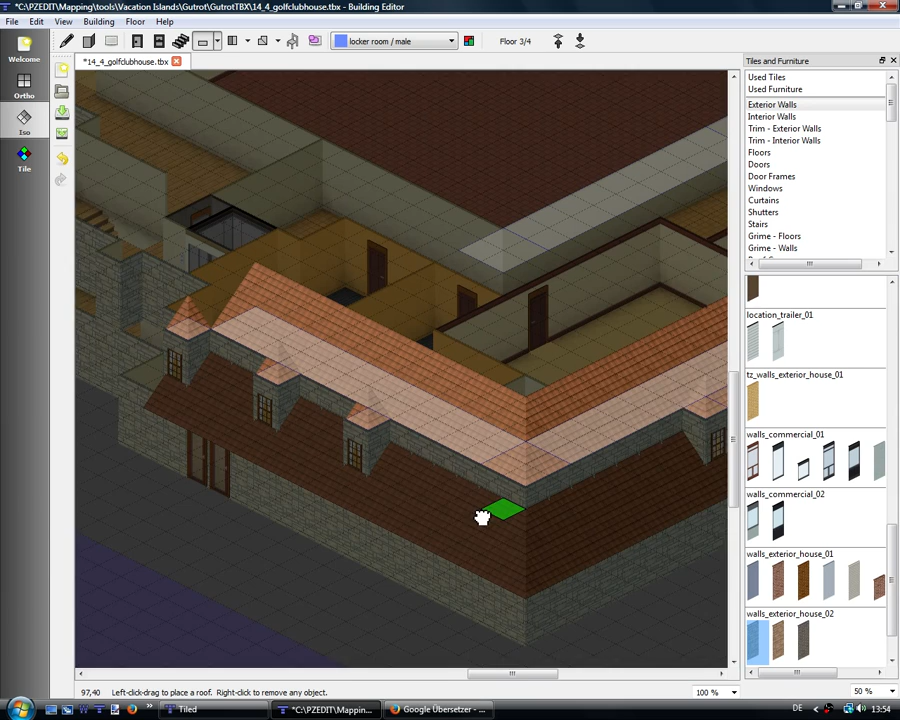 *C:\PZEDIT\Mapping\tools\Vacation Islands\Gutrot\GutrotTBX\14_4_golfclubhouse.tbx - Building Editor
File Edit View Building Floor Help
Welcome
Ortho
Iso
Tile
locker room / male
Floor 3/4
*14_4_golfclubhouse.tbx
Tiles and Furniture
Used Tiles
Used Furniture
Exterior Walls
Interior Walls
Trim - Exterior Walls
Trim - Interior Walls
Floors
Doors
Door Frames
Windows
Curtains
Shutters
Stairs
Grime - Floors
Grime - Walls
location_trailer_01
tz_walls_exterior_house_01
walls_commercial_01
walls_commercial_02
walls_exterior_house_01
walls_exterior_house_02
97,40 Left-click-drag to place a roof. Right-click to remove any object.
100 %
50 %
Tiled
*C:\PZEDIT\Mappin...
Google Übersetzer - ...
DE
13:54